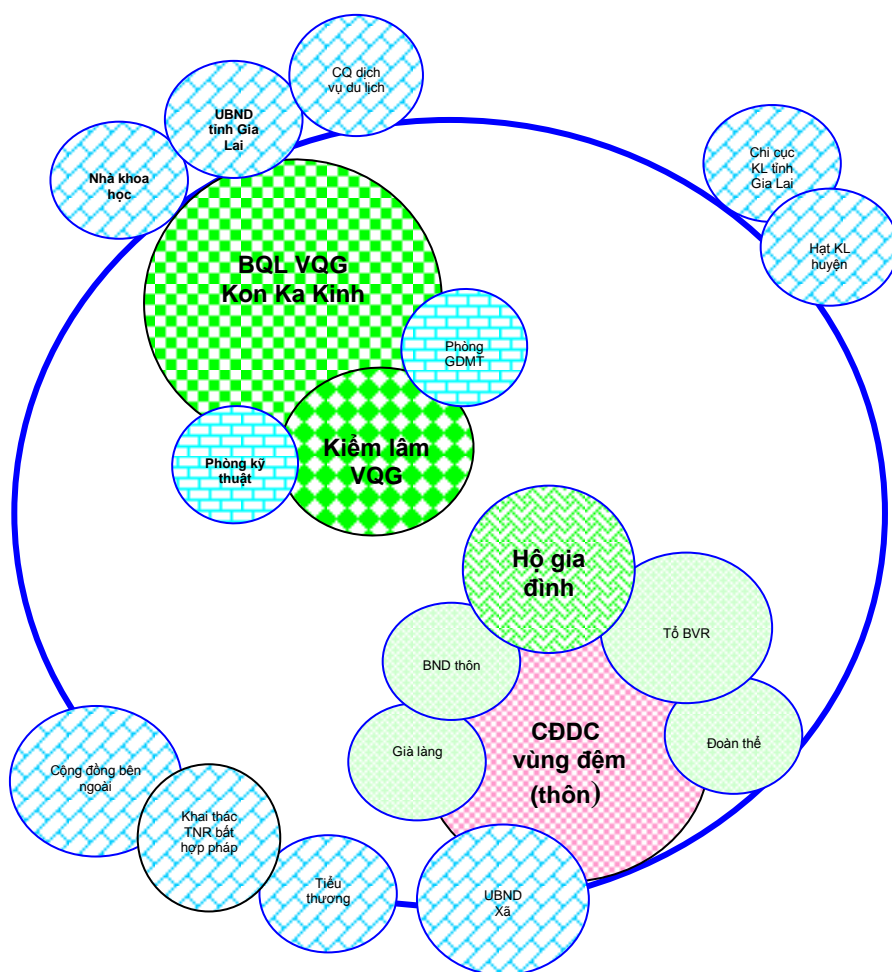 CQ dịch
vụ du lịch
UBND
tỉnh Gia
Lai
Nhà khoa
học
Chi cục
KL tỉnh
Gia Lai
Hạt KL
huyện
BQL VQG
Kon Ka Kinh
Phòng
GDMT
Kiểm lâm
VQG
Phòng kỹ
thuật
Hộ gia
đình
Tổ BVR
BND thôn
CĐDC
vùng đệm
(thôn)
Đoàn thể
Già làng
Cộng đồng bên
ngoài
Khai thác
TNR bất
hợp pháp
Tiểu
thương
UBND
Xã